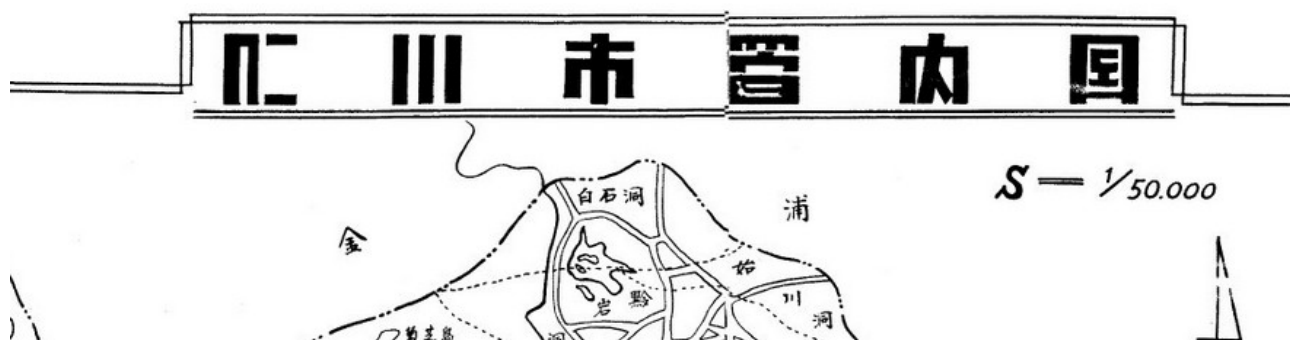 仁川市管内図
S = 1/50.000
白石洞
金
浦
始川洞
黔岩
洞